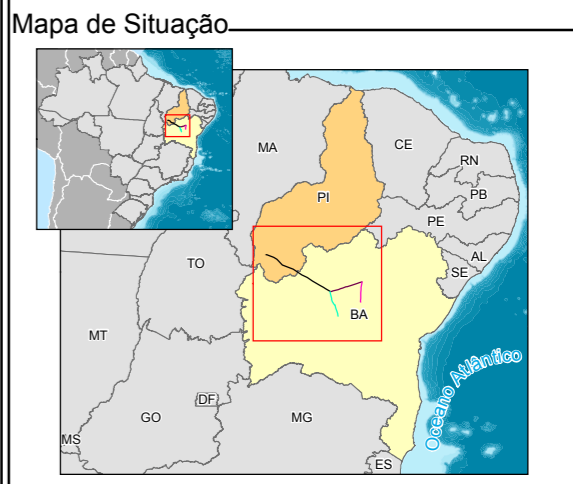 Mapa de Situação
MA
CE
RN
PB
PI
PE
AL
SE
TO
BA
MT
Oceano Atlântico
DF
GO
MG
MS
ES